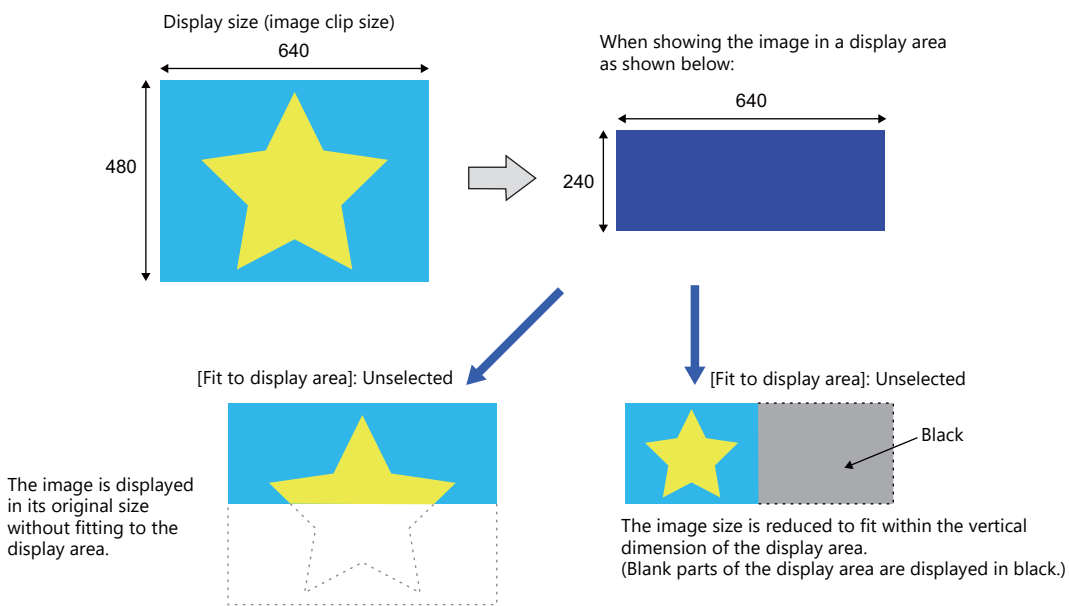 Display size (image clip size)
640
480
When showing the image in a display area
as shown below:
640
240
[Fit to display area]: Unselected
The image is displayed
in its original size
without fitting to the
display area.
[Fit to display area]: Unselected
Black
The image size is reduced to fit within the vertical
dimension of the display area.
(Blank parts of the display area are displayed in black.)